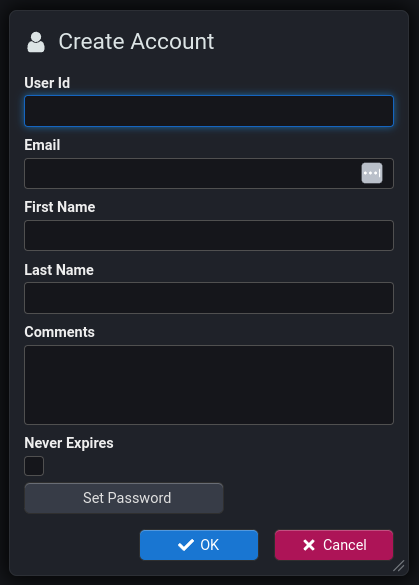 Create Account
User Id
Email
First Name
Last Name
Comments
Never Expires
Set Password
OK
Cancel